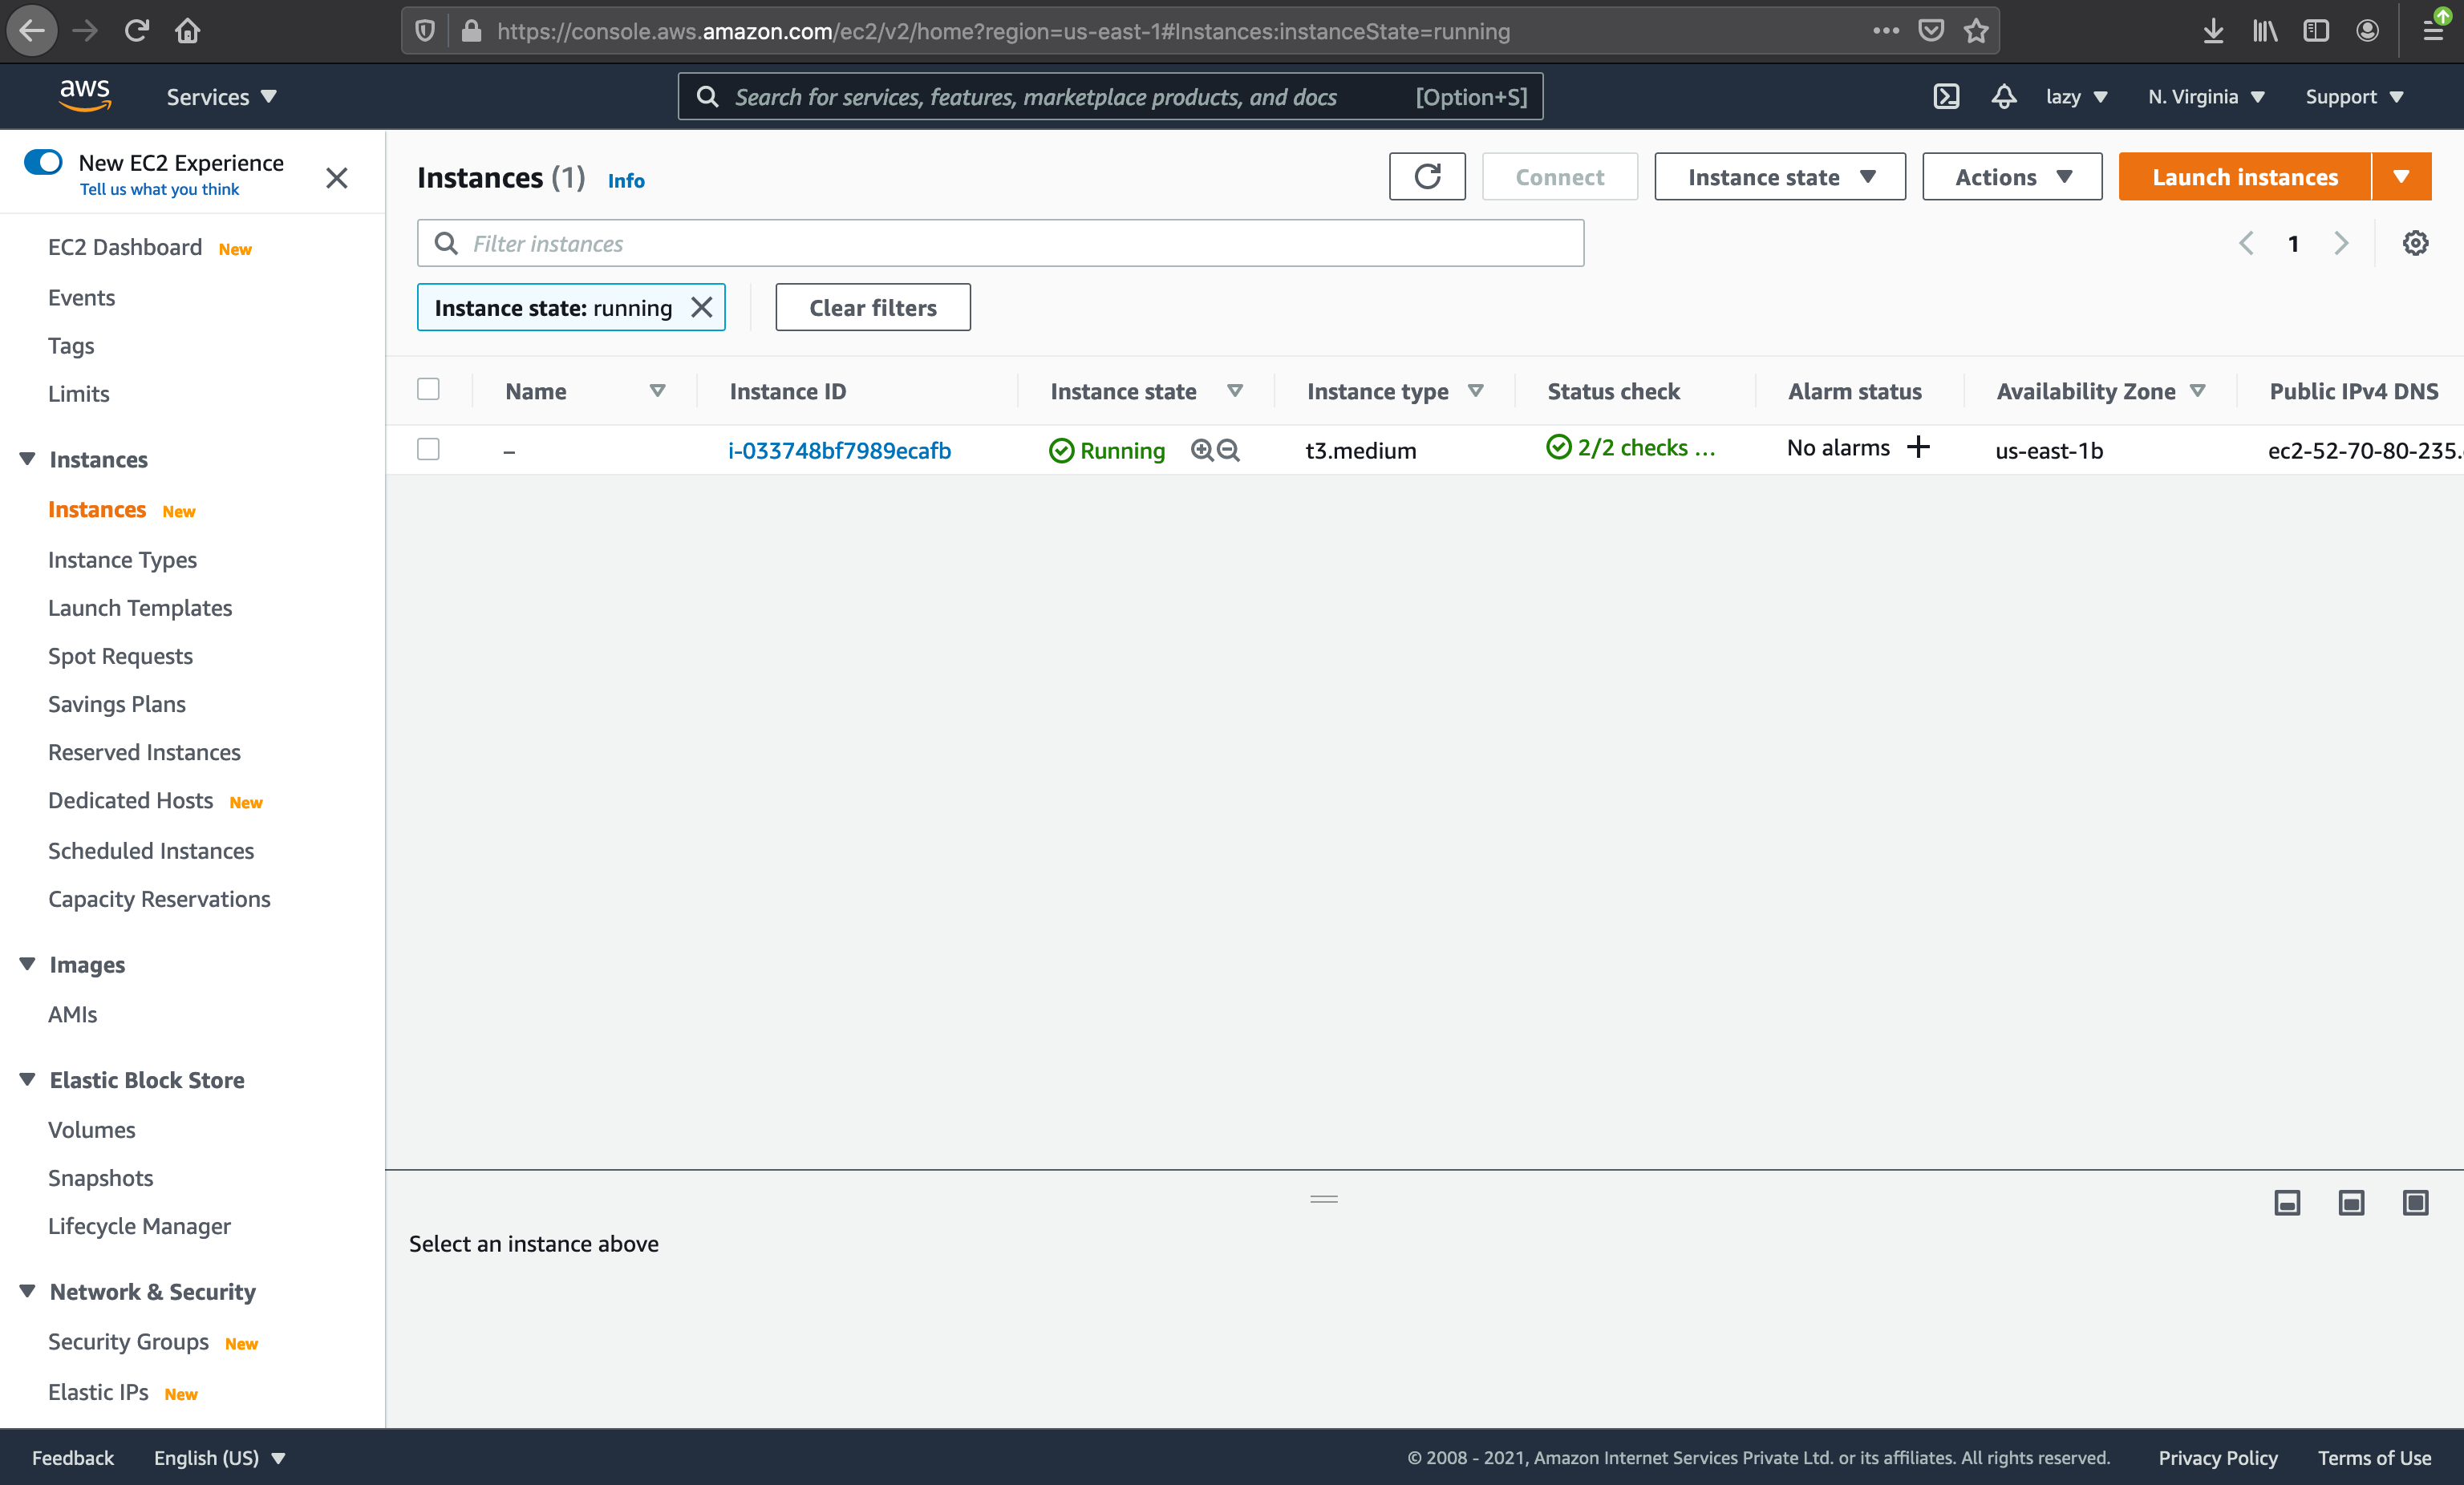 https://console.aws.amazon.com/ec2/v2/home?region=us-east-1#Instances:instanceState=running
aws
Services
Search for services, features, marketplace products, and docs [Option+S]
lazy
N. Virginia
Support
New EC2 Experience
Tell us what you think
EC2 Dashboard New
Events
Tags
Limits
Instances
Instances New
Instance Types
Launch Templates
Spot Requests
Savings Plans
Reserved Instances
Dedicated Hosts New
Scheduled Instances
Capacity Reservations
Images
AMIs
Elastic Block Store
Volumes
Snapshots
Lifecycle Manager
Network & Security
Security Groups New
Elastic IPs New
Instances (1) Info
Connect
Instance state
Actions
Launch instances
Filter instances
1
Instance state: running
Clear filters
Name Instance ID Instance state Instance type Status check Alarm status Availability Zone Public IPv4 DNS
– i-033748bf7989ecafb Running t3.medium 2/2 checks ... No alarms + us-east-1b ec2-52-70-80-235.
Select an instance above
Feedback English (US) © 2008 - 2021, Amazon Internet Services Private Ltd. or its affiliates. All rights reserved. Privacy Policy Terms of Use